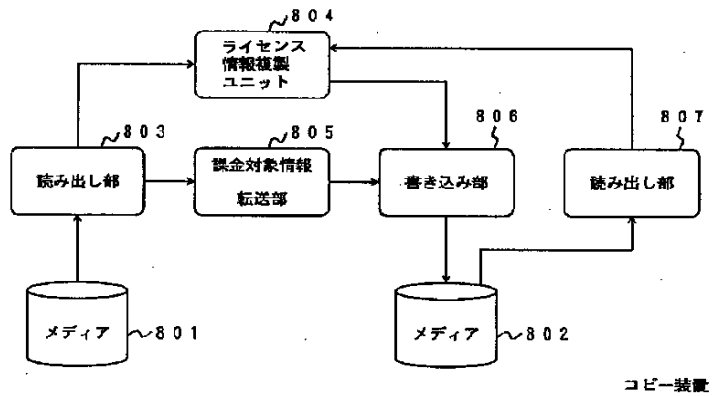 804
ライセンス
情報複製
ユニット
803
805
806
807
読み出し部
課金対象情報
転送部
書き込み部
読み出し部
メディア
801
メディア
802
コピー装置